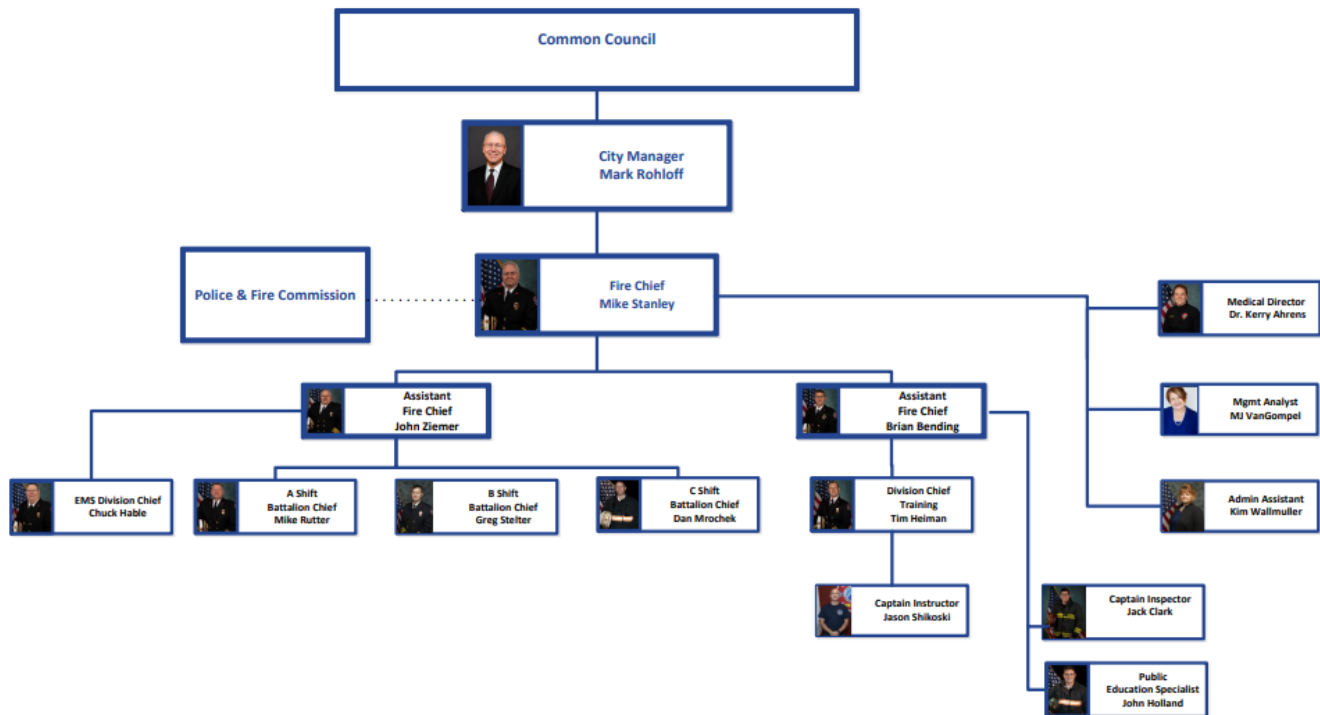 Common Council
City Manager
Mark Rohloff
Police & Fire Commission
Fire Chief
Mike Stanley
Medical Director
Dr. Kerry Ahrens
Assistant
Fire Chief
John Ziemer
Assistant
Fire Chief
Brian Bending
Mgmt Analyst
MJ VanGompel
EMS Division Chief
Chuck Hable
A Shift
Battalion Chief
Mike Rutter
B Shift
Battalion Chief
Greg Stelter
C Shift
Battalion Chief
Dan Mrochek
Division Chief
Training
Tim Heiman
Admin Assistant
Kim Wallmuller
Captain Instructor
Jason Shikoski
Captain Inspector
Jack Clark
Public
Education Specialist
John Holland